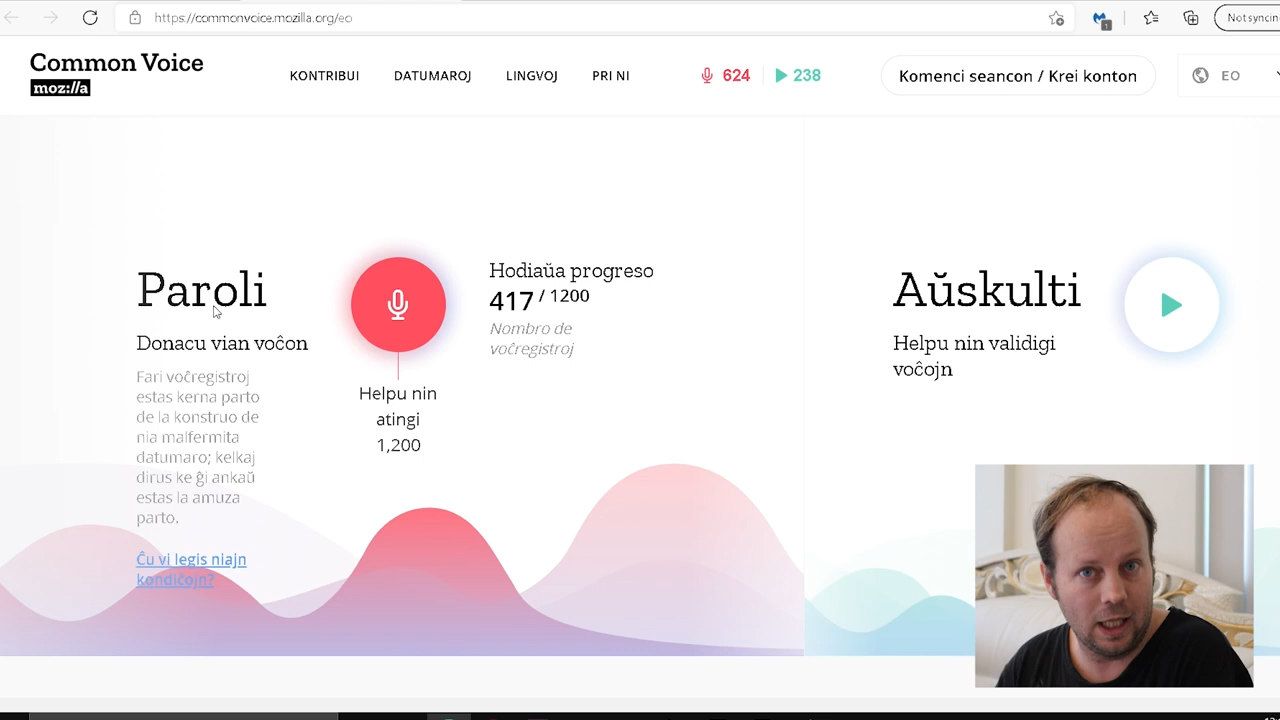 https://commonvoice.mozilla.org/eo
1
Not syncin
Common Voice
moz://a
KONTRIBUI
DATUMAROJ
LINGVOJ
PRI NI
624
238
Komenci seancon / Krei konton
EO
Paroli
Donacu vian voĉon
Fari voĉregistroj
estas kerna parto
de la konstruo de
nia malfermita
datumaro; kelkaj
dirus ke ĝi ankaŭ
estas la amuza
parto.
Ĉu vi legis niajn
kondiĉojn?
Helpu nin
atingi
1,200
Hodiaŭa progreso
417 / 1200
Nombro de
voĉregistroj
Aŭskulti
Helpu nin validigi
voĉojn